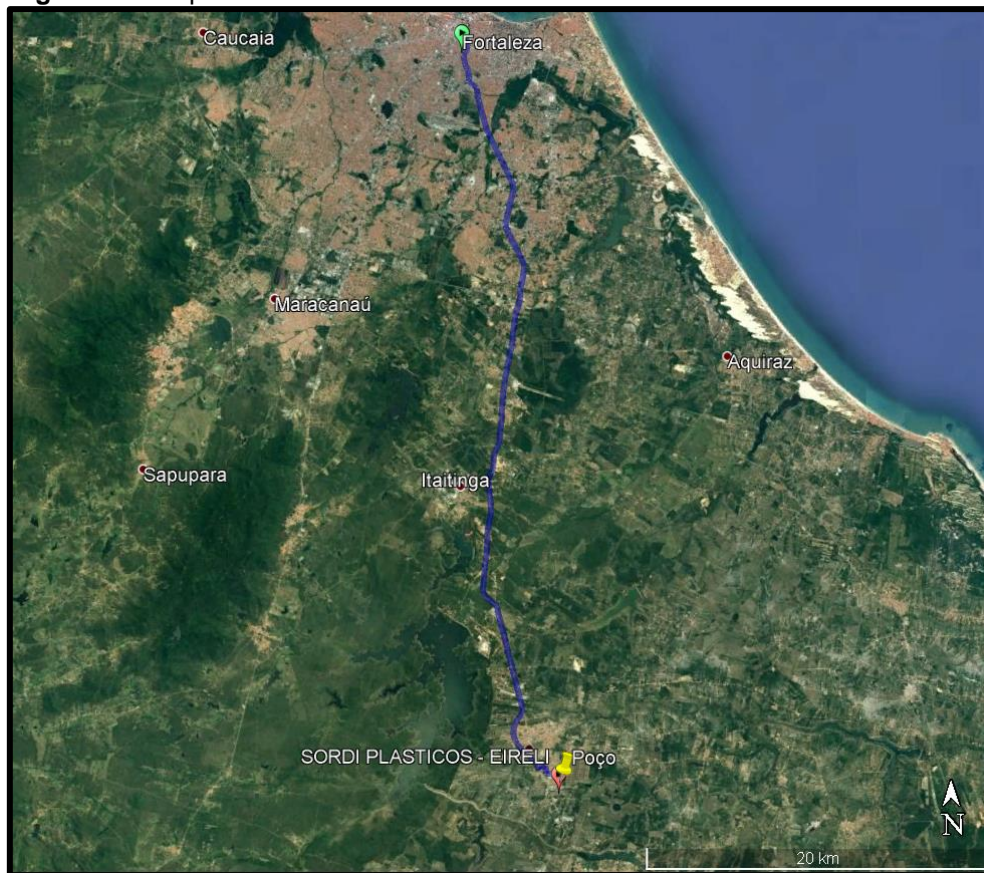 Caucaia
Fortaleza
Maracanaú
Aquiraz
Sapupara
Itaitinga
SORDI PLASTICOS - EIRELI
Poço
N
20 km